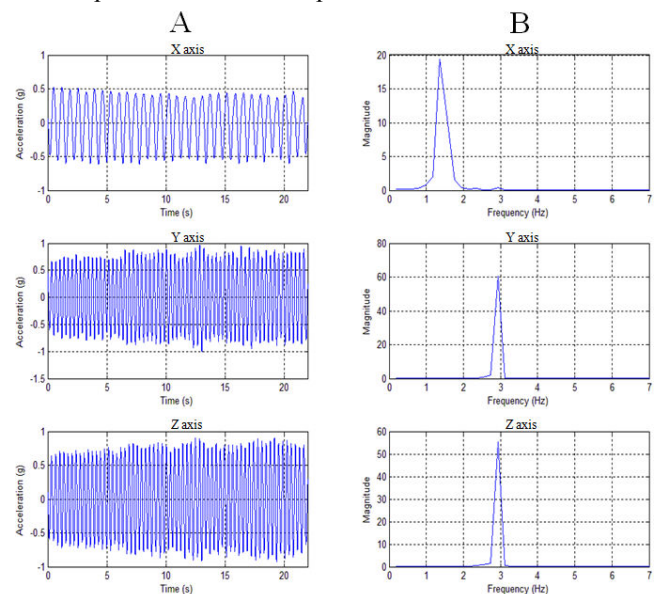 A
B
X axis
1
0.5
0
-0.5
-1
Acceleration (g)
0 5 10 15 20
Time (s)
X axis
20
15
10
5
0
Magnitude
0 1 2 3 4 5 6 7
Frequency (Hz)
Y axis
1
0.5
0
-0.5
-1
-1.5
Acceleration (g)
0 5 10 15 20
Time (s)
Y axis
80
60
40
20
0
Magnitude
0 1 2 3 4 5 6 7
Frequency (Hz)
Z axis
1
0.5
0
-0.5
-1
Acceleration (g)
0 5 10 15 20
Time (s)
Z axis
60
50
40
30
20
10
0
Magnitude
0 1 2 3 4 5 6 7
Frequency (Hz)